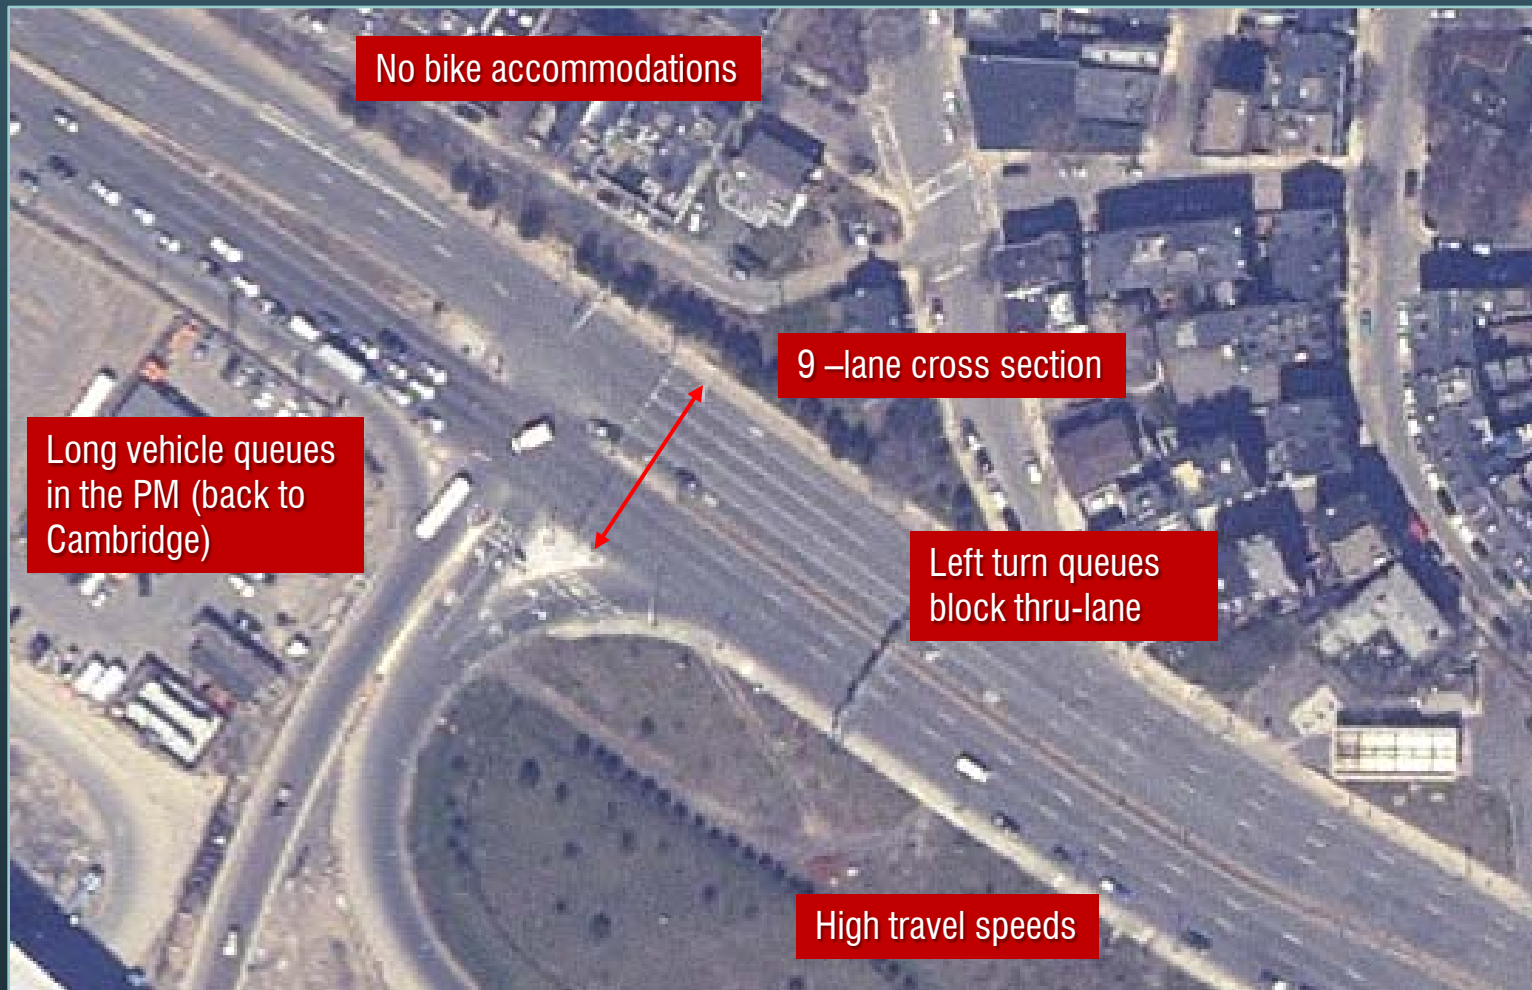 No bike accommodations
9 –lane cross section
Long vehicle queues
in the PM (back to
Cambridge)
Left turn queues
block thru-lane
High travel speeds